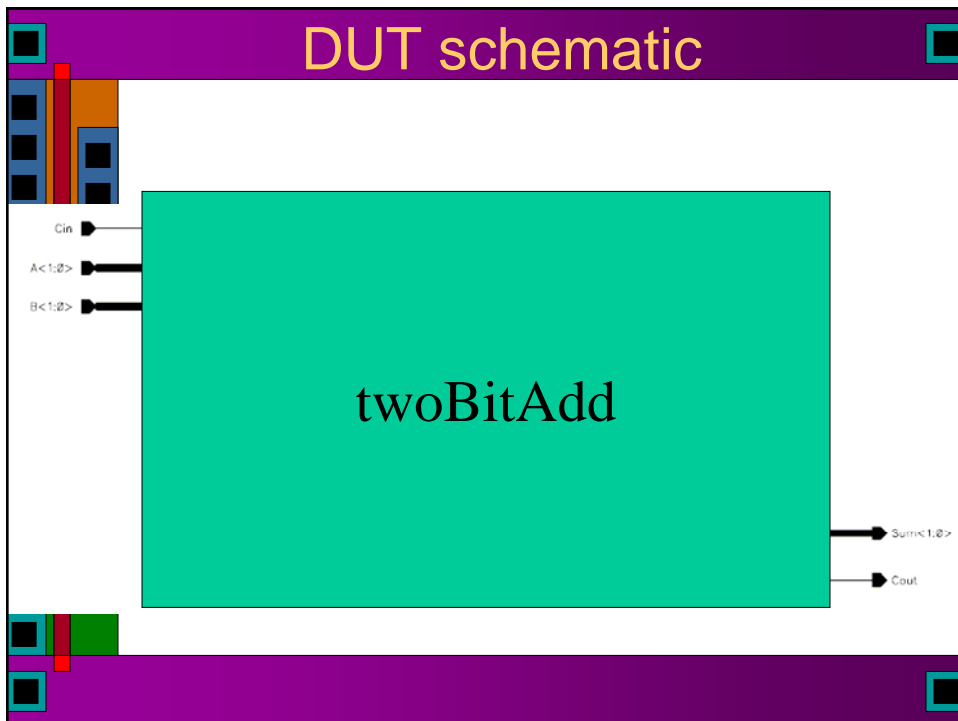 DUT schematic
Cin
A<1:0>
B<1:0>
twoBitAdd
Sum<1:0>
Cout